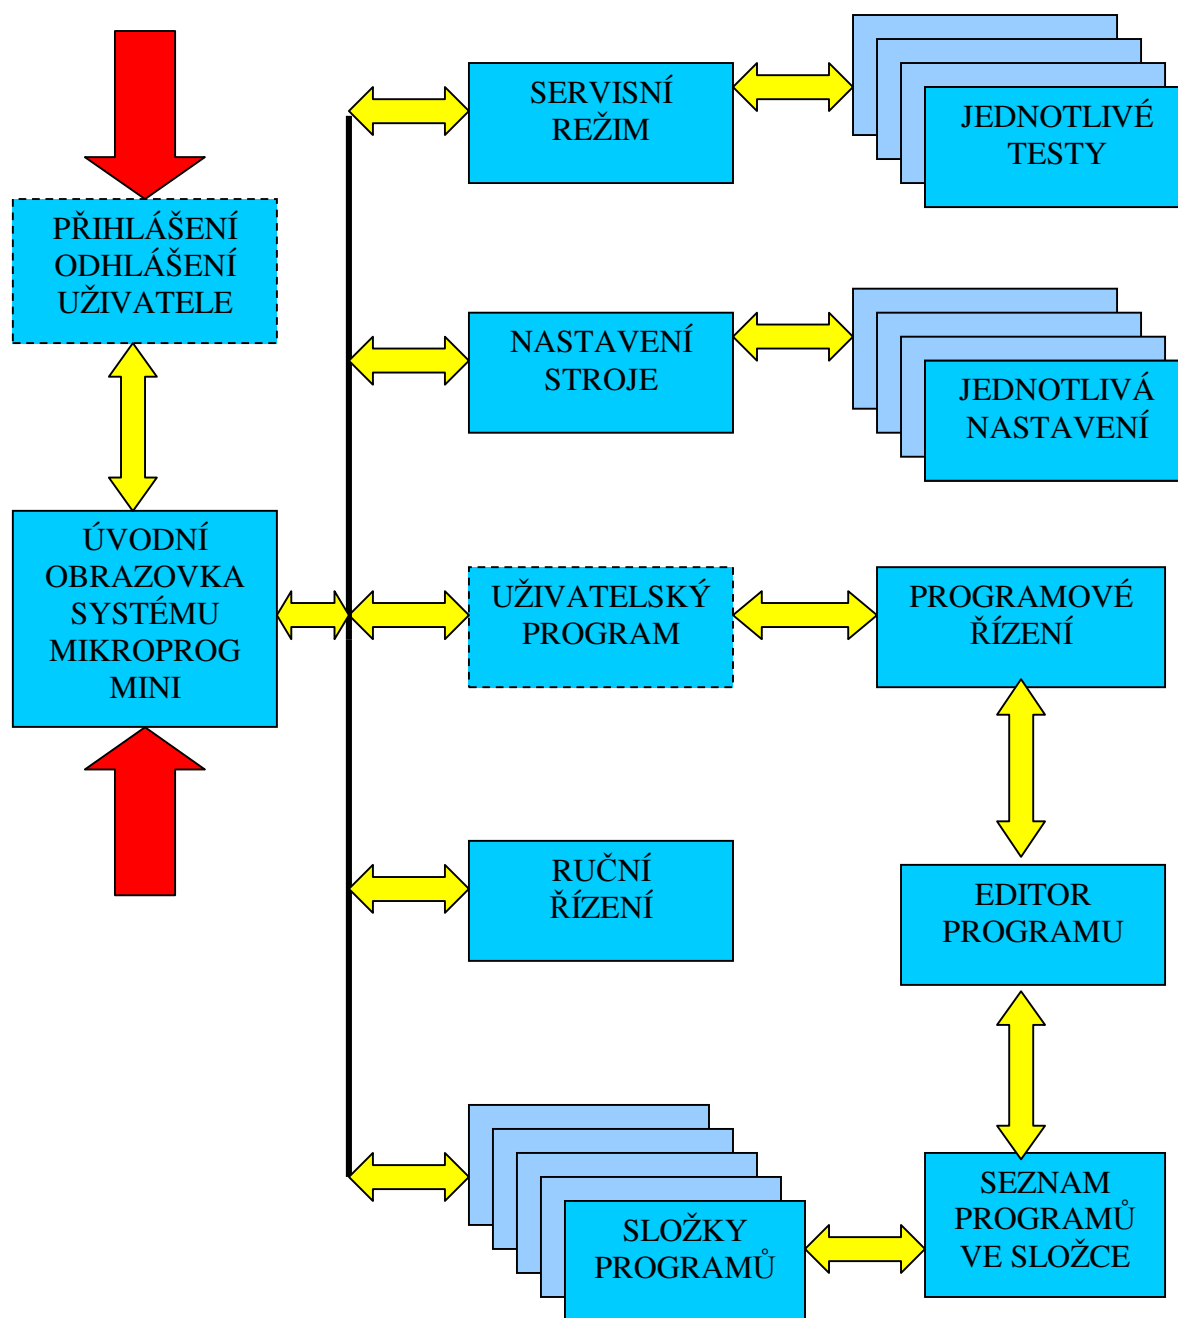 SERVISNÍ
REŽIM
JEDNOTLIVÉ
TESTY
PŘIHLÁŠENÍ
ODHLÁŠENÍ
UŽIVATELE
NASTAVENÍ
STROJE
JEDNOTLIVÁ
NASTAVENÍ
ÚVODNÍ
OBRAZOVKA
SYSTÉMU
MIKROPROG
MINI
UŽIVATELSKÝ
PROGRAM
PROGRAMOVÉ
ŘÍZENÍ
RUČNÍ
ŘÍZENÍ
EDITOR
PROGRAMU
SLOŽKY
PROGRAMŮ
SEZNAM
PROGRAMŮ
VE SLOŽCE